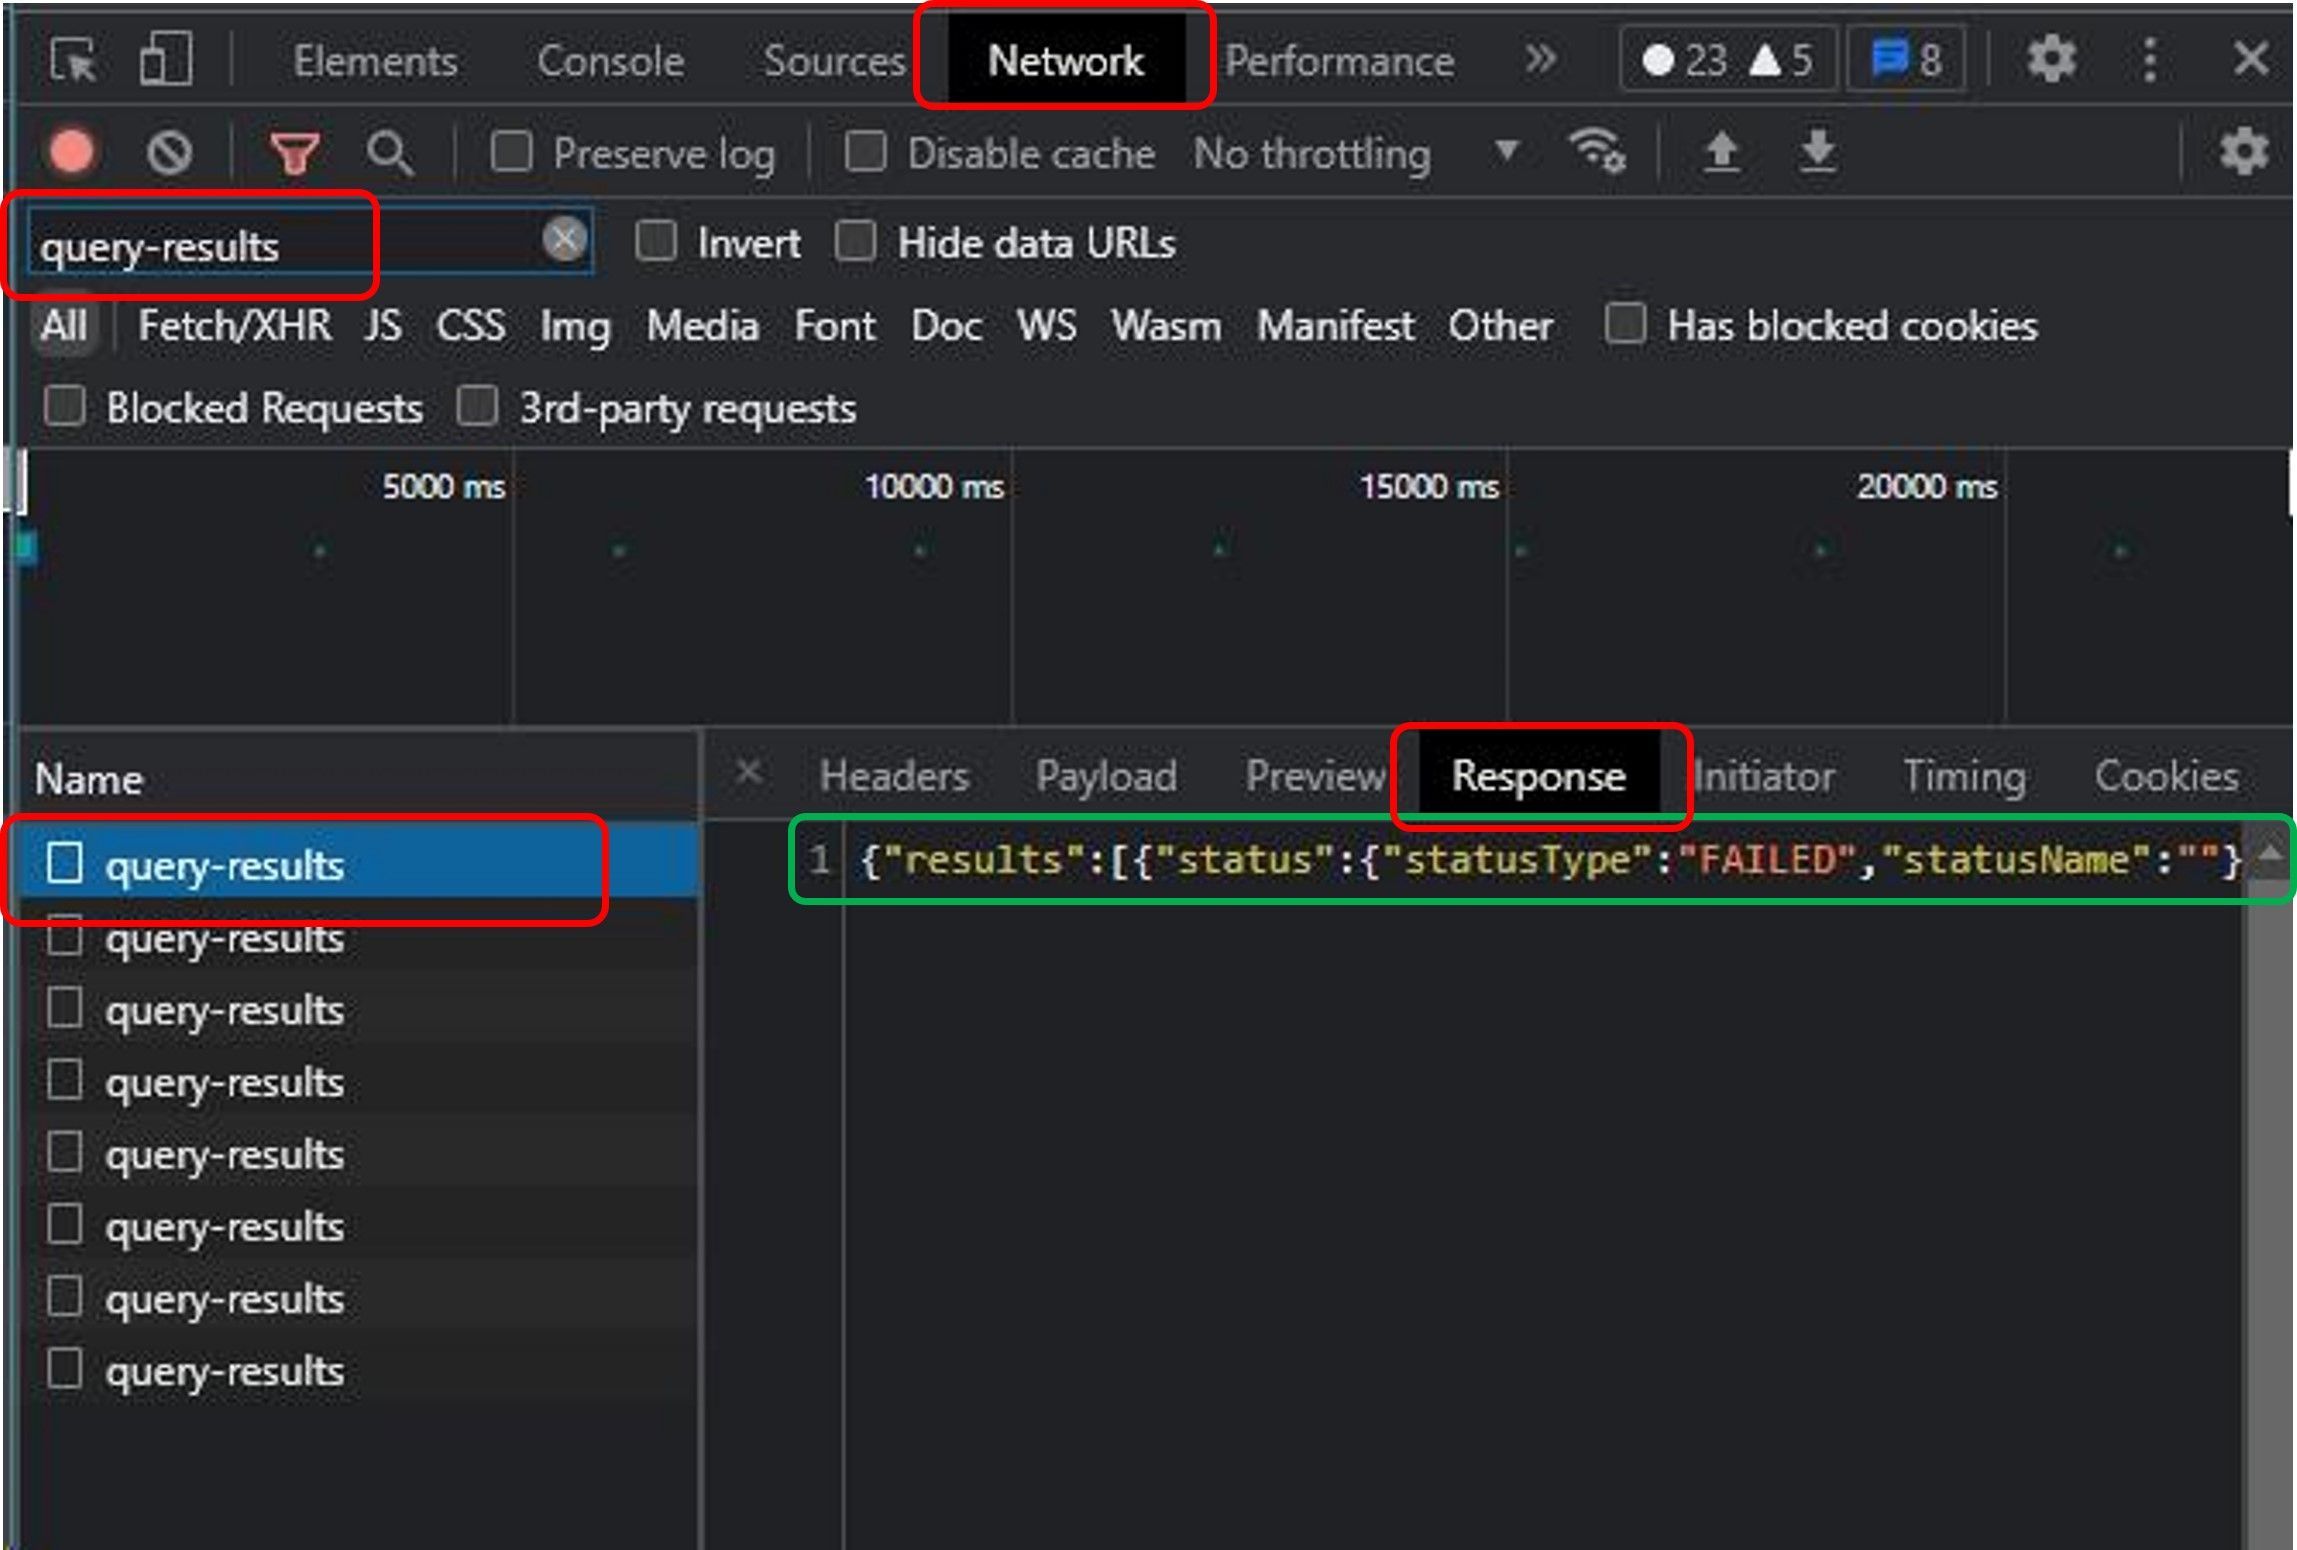 Elements Console Sources Network Performance » 23 5 8
Preserve log Disable cache No throttling
query-results Invert Hide data URLs
All Fetch/XHR JS CSS Img Media Font Doc WS Wasm Manifest Other Has blocked cookies
Blocked Requests 3rd-party requests
5000 ms 10000 ms 15000 ms 20000 ms
Name Headers Payload Preview Response Initiator Timing Cookies
query-results 1 {"results":[{"status":{"statusType":"FAILED","statusName":""}
query-results
query-results
query-results
query-results
query-results
query-results
query-results